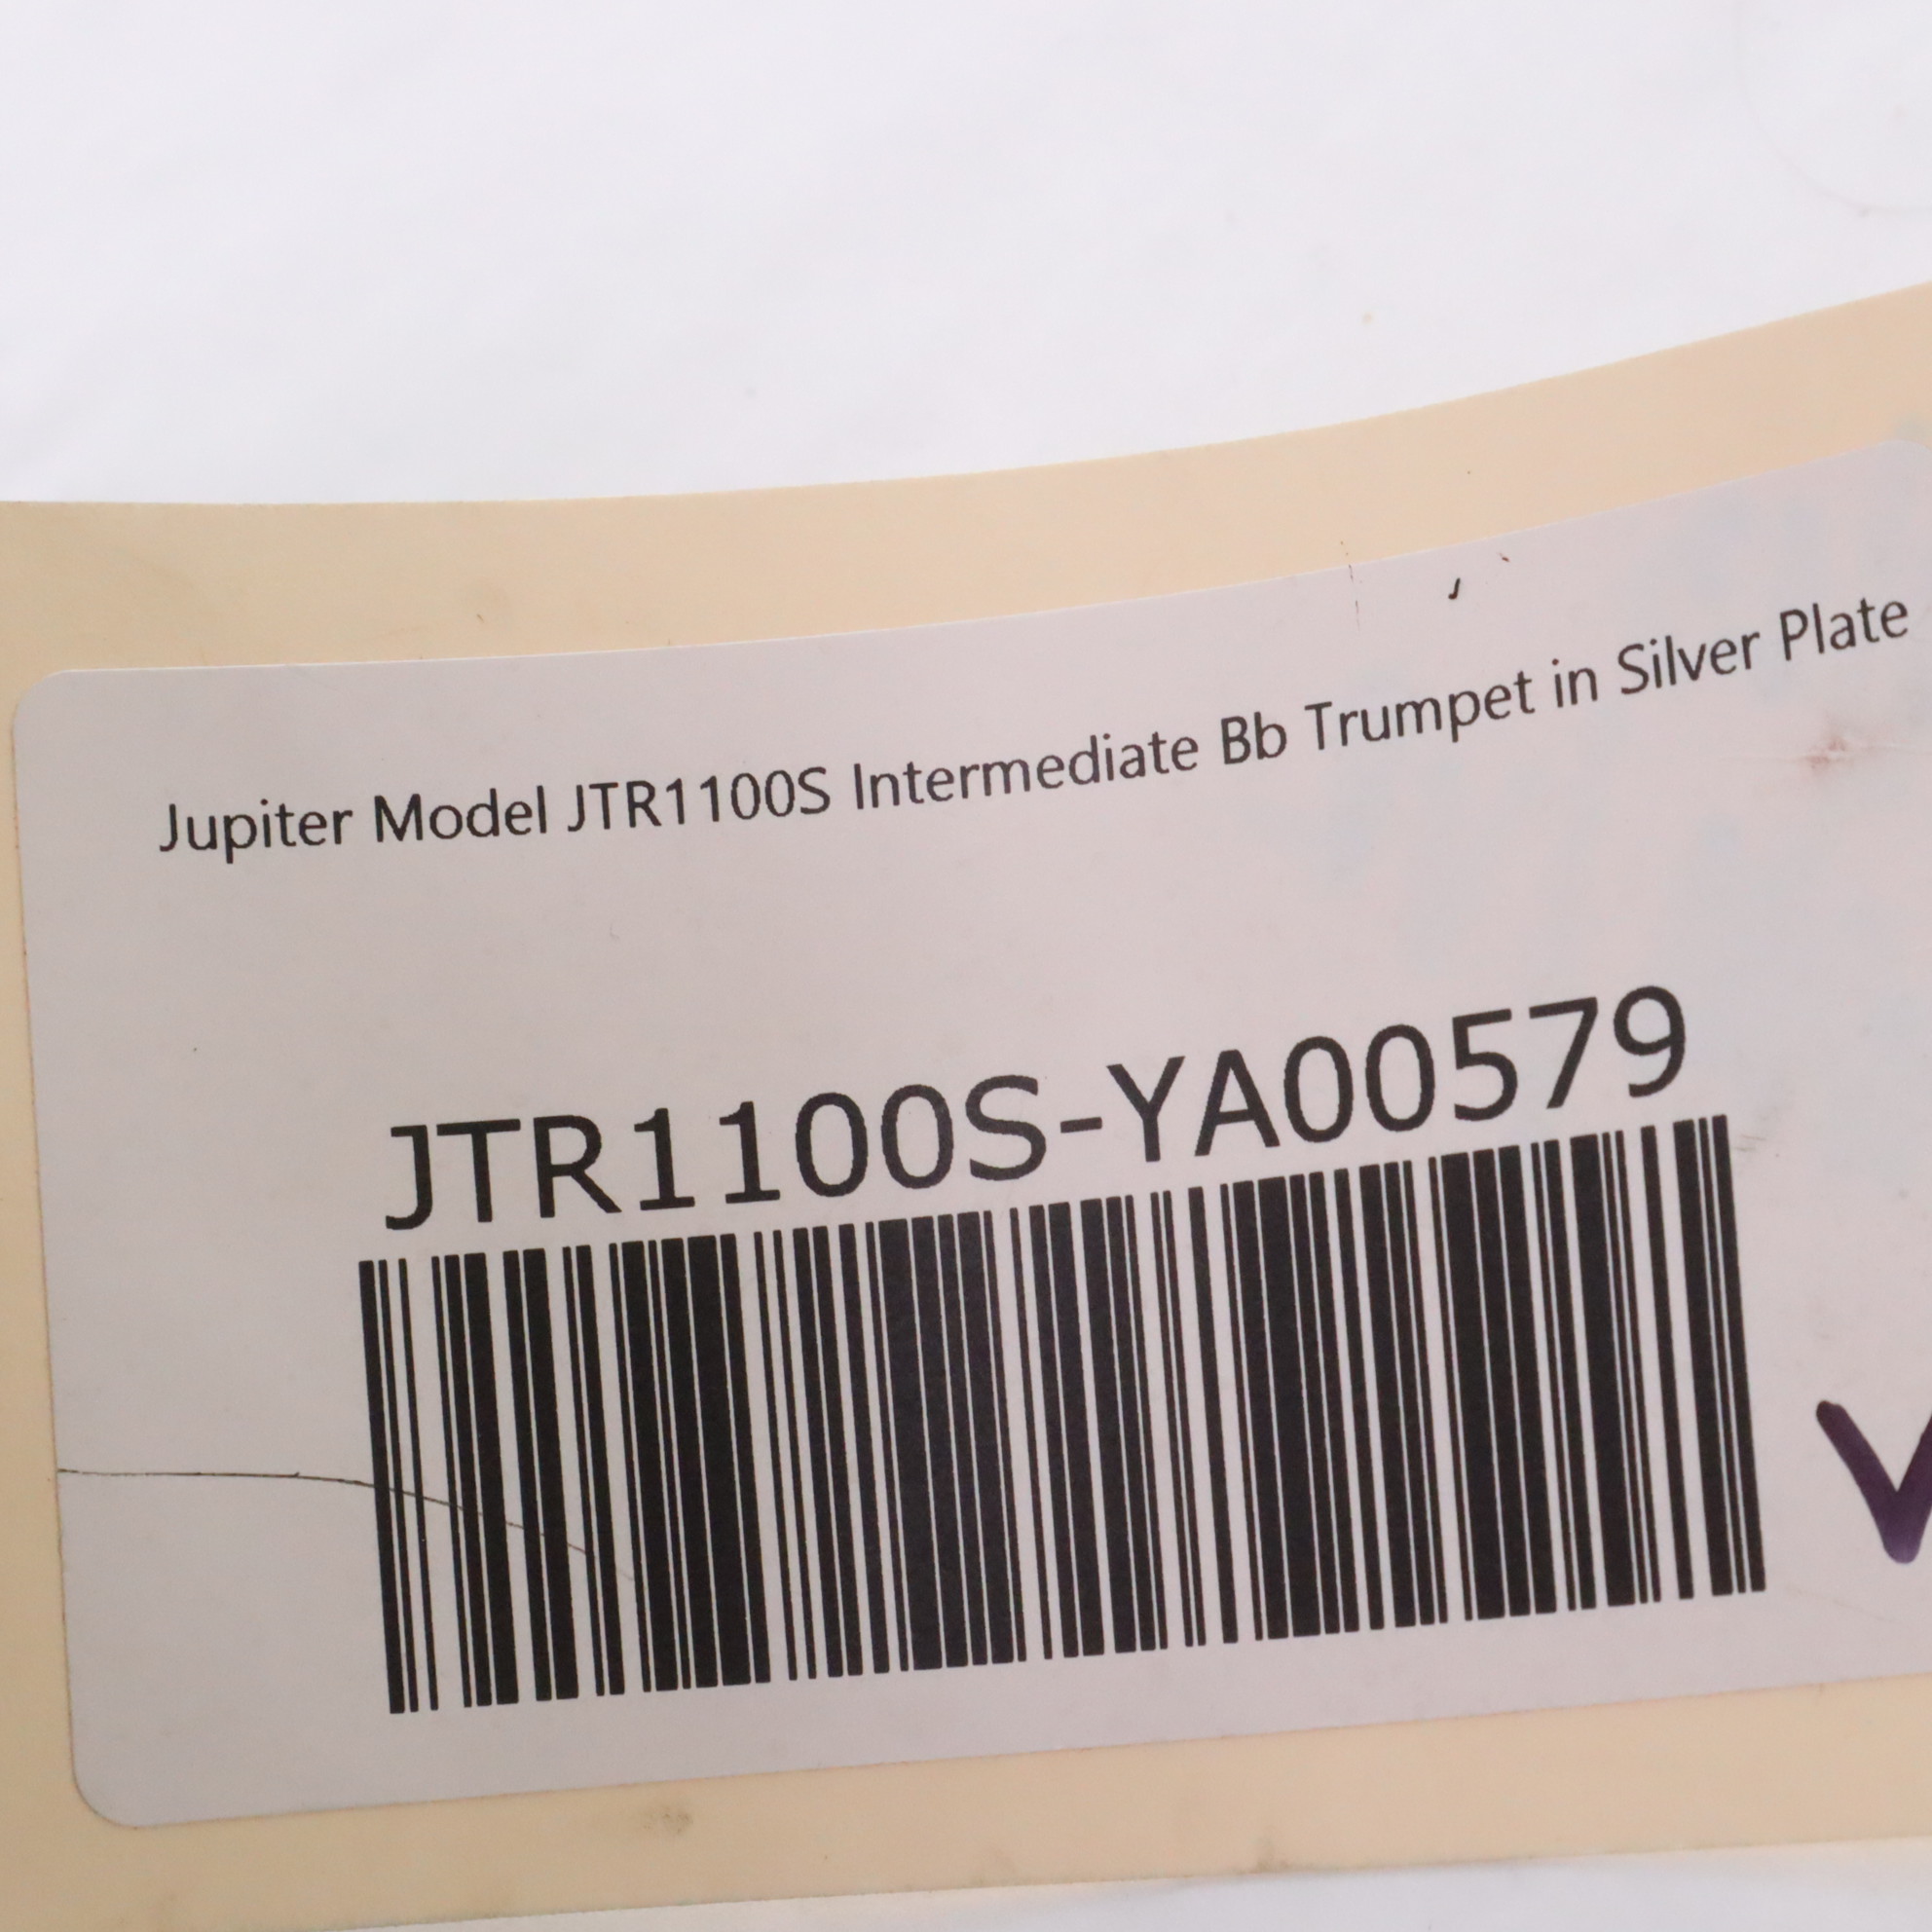 Jupiter Model JTR1100S Intermediate Bb Trumpet in Silver Plate
JTR1100S-YA00579